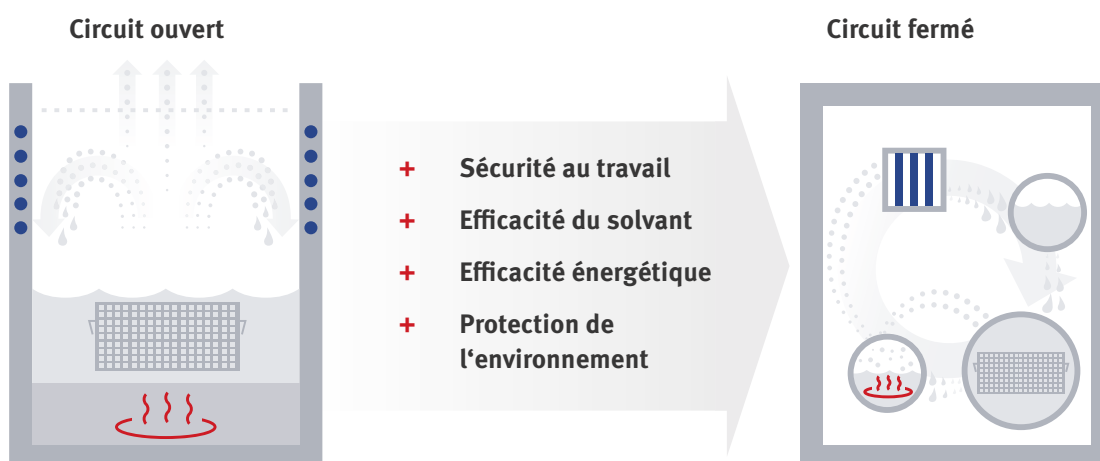 Circuit ouvert
Circuit fermé
+ Sécurité au travail
+ Efficacité du solvant
+ Efficacité énergétique
+ Protection de
l‘environnement